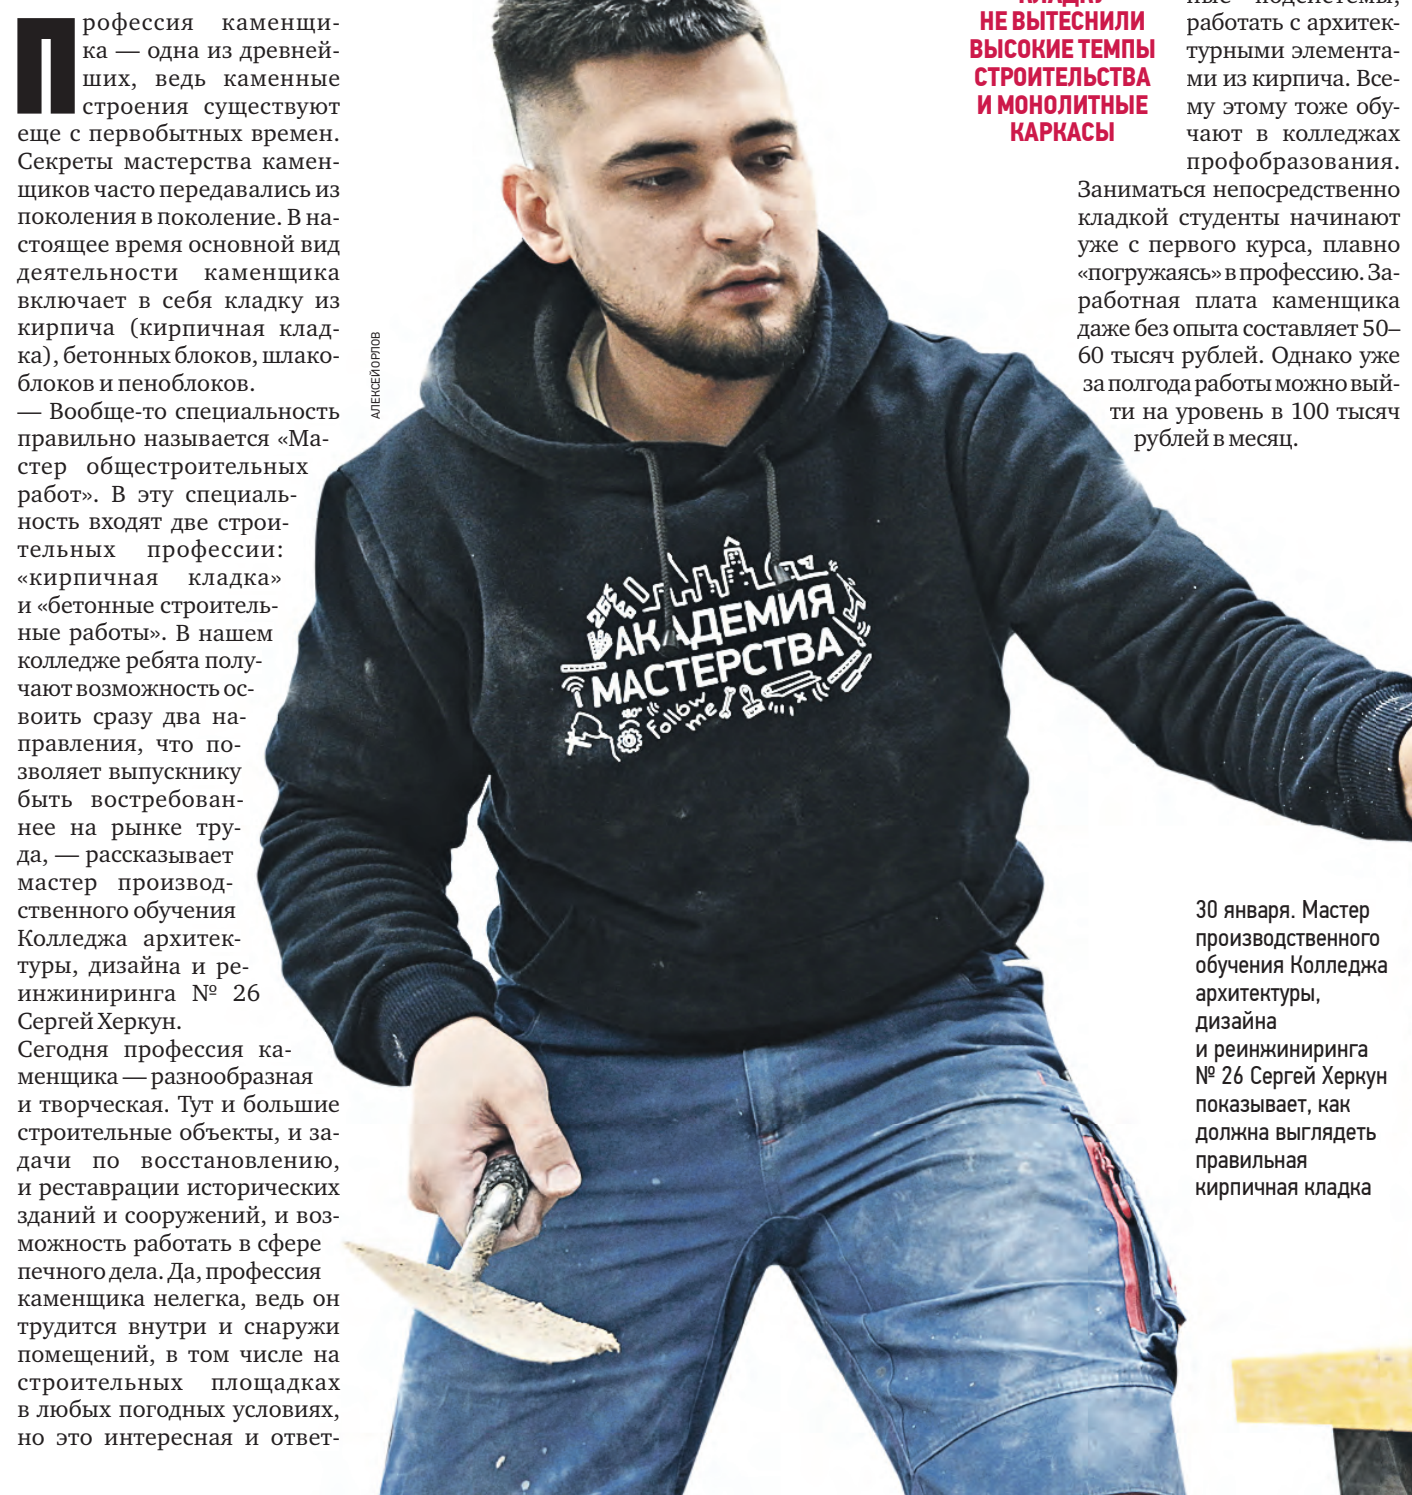 Профессия каменщи-
ка — одна из древней-
ших, ведь каменные
строения существуют
еще с первобытных времен.
Секреты мастерства камен-
щиков часто передавались из
поколения в поколение. В на-
стоящее время основной вид
деятельности каменщика
включает в себя кладку из
кирпича (кирпичная клад-
ка), бетонных блоков, шлако-
блоков и пеноблоков.
— Вообще-то специальность
правильно называется «Ма-
стер общестроительных
работ». В эту специаль-
ность входят две строи-
тельных профессии:
«кирпичная кладка»
и «бетонные строитель-
ные работы». В нашем
колледже ребята полу-
чают возможность ос-
воить сразу два на-
правления, что по-
зволяет выпускнику
быть востребован-
нее на рынке тру-
да, — рассказывает
мастер производ-
ственного обучения
Колледжа архитек-
туры, дизайна и ре-
инжиниринга № 26
Сергей Херкун.
Сегодня профессия ка-
менщика — разнообразная
и творческая. Тут и большие
строительные объекты, и за-
дачи по восстановлению,
и реставрации исторических
зданий и сооружений, и воз-
можность работать в сфере
печного дела. Да, профессия
каменщика нелегка, ведь он
трудится внутри и снаружи
помещений, в том числе на
строительных площадках
в любых погодных условиях,
но это интересная и ответ-
АЛЕКСЕЙ ОРЛОВ
26
АКАДЕМИЯ
МАСТЕРСТВА
Follow
me
КЛАДКУ
НЕ ВЫТЕСНИЛИ
ВЫСОКИЕ ТЕМПЫ
СТРОИТЕЛЬСТВА
И МОНОЛИТНЫЕ
КАРКАСЫ
ные подсистемы,
работать с архитек-
турными элемента-
ми из кирпича. Все-
му этому тоже обу-
чают в колледжах
профобразования.
Заниматься непосредственно
кладкой студенты начинают
уже с первого курса, плавно
«погружаясь» в профессию. За-
работная плата каменщика
даже без опыта составляет 50–
60 тысяч рублей. Однако уже
за полгода работы можно вый-
ти на уровень в 100 тысяч
рублей в месяц.
30 января. Мастер
производственного
обучения Колледжа
архитектуры,
дизайна
и реинжиниринга
№ 26 Сергей Херкун
показывает, как
должна выглядеть
правильная
кирпичная кладка